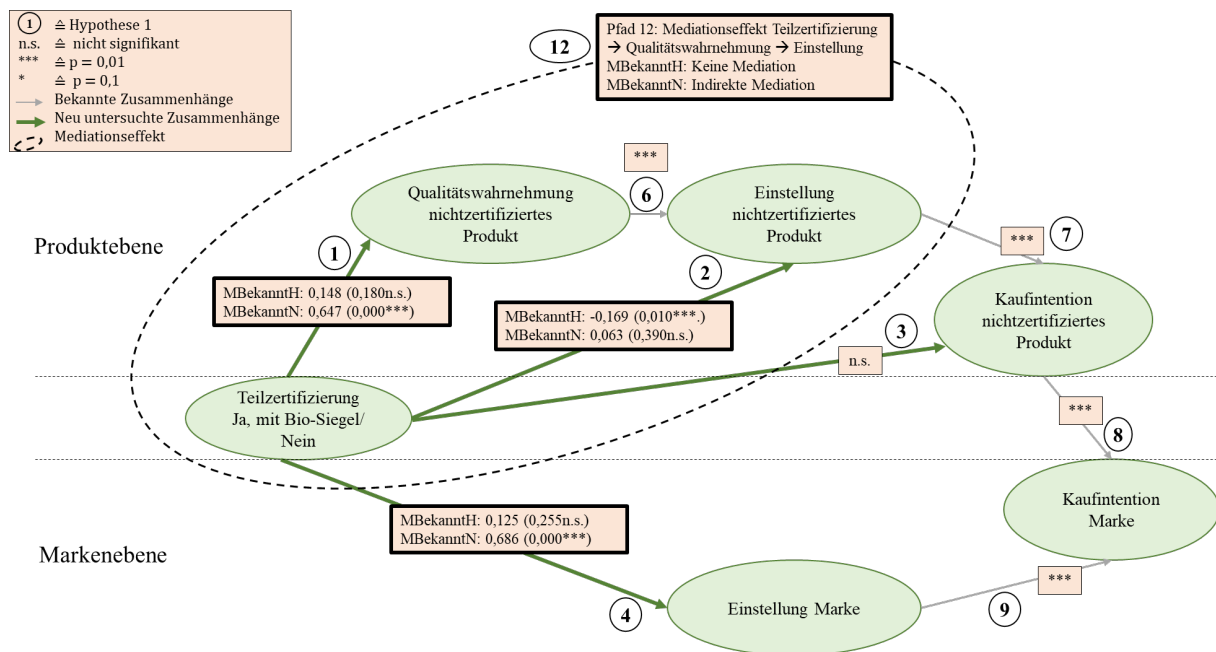 1 ≙ Hypothese 1
n.s. ≙ nicht signifikant
*** ≙ p = 0,01
* ≙ p = 0,1
Bekannte Zusammenhänge
Neu untersuchte Zusammenhänge
Mediationseffekt
12
Pfad 12: Mediationseffekt Teilzertifizierung
→ Qualitätswahrnehmung → Einstellung
MBekanntH: Keine Mediation
MBekanntN: Indirekte Mediation
Produktebene
Qualitätswahrnehmung
nichtzertifiziertes
Produkt
***
6
Einstellung
nichtzertifiziertes
Produkt
1
MBekanntH: 0,148 (0,180n.s.)
MBekanntN: 0,647 (0,000***)
2
MBekanntH: -0,169 (0,010***.)
MBekanntN: 0,063 (0,390n.s.)
***
7
Kaufintention
nichtzertifiziertes
Produkt
3
n.s.
Teilzertifizierung
Ja, mit Bio-Siegel/
Nein
***
8
Markenebene
MBekanntH: 0,125 (0,255n.s.)
MBekanntN: 0,686 (0,000***)
4
Einstellung Marke
9
***
Kaufintention
Marke